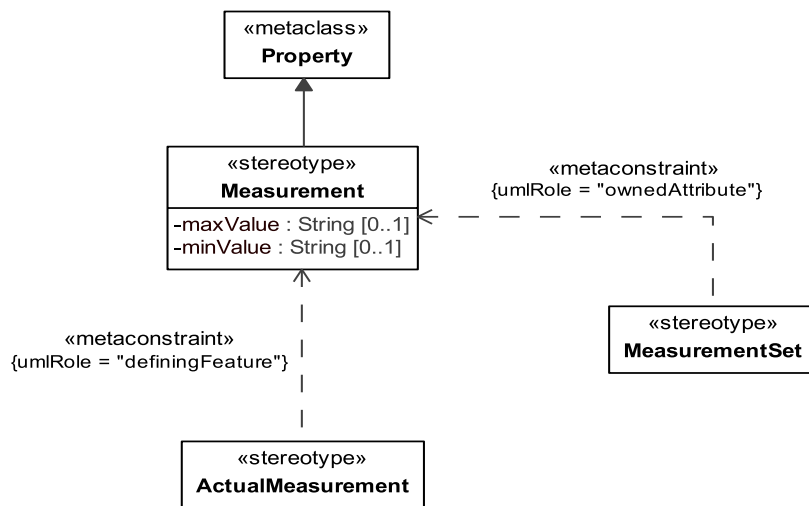 «metaclass»
Property
«stereotype»
Measurement
-maxValue : String [0..1]
-minValue : String [0..1]
«metaconstraint»
{umlRole = "ownedAttribute"}
«stereotype»
MeasurementSet
«metaconstraint»
{umlRole = "definingFeature"}
«stereotype»
ActualMeasurement